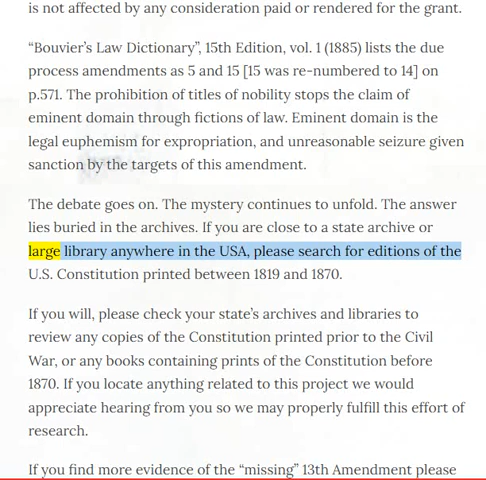 is not affected by any consideration paid or rendered for the grant.
“Bouvier’s Law Dictionary”, 15th Edition, vol. 1 (1885) lists the due
process amendments as 5 and 15 [15 was re-numbered to 14] on
p.571. The prohibition of titles of nobility stops the claim of
eminent domain through fictions of law. Eminent domain is the
legal euphemism for expropriation, and unreasonable seizure given
sanction by the targets of this amendment.
The debate goes on. The mystery continues to unfold. The answer
lies buried in the archives. If you are close to a state archive or
large library anywhere in the USA, please search for editions of the
U.S. Constitution printed between 1819 and 1870.
If you will, please check your state’s archives and libraries to
review any copies of the Constitution printed prior to the Civil
War, or any books containing prints of the Constitution before
1870. If you locate anything related to this project we would
appreciate hearing from you so we may properly fulfill this effort of
research.
If you find more evidence of the “missing” 13th Amendment please